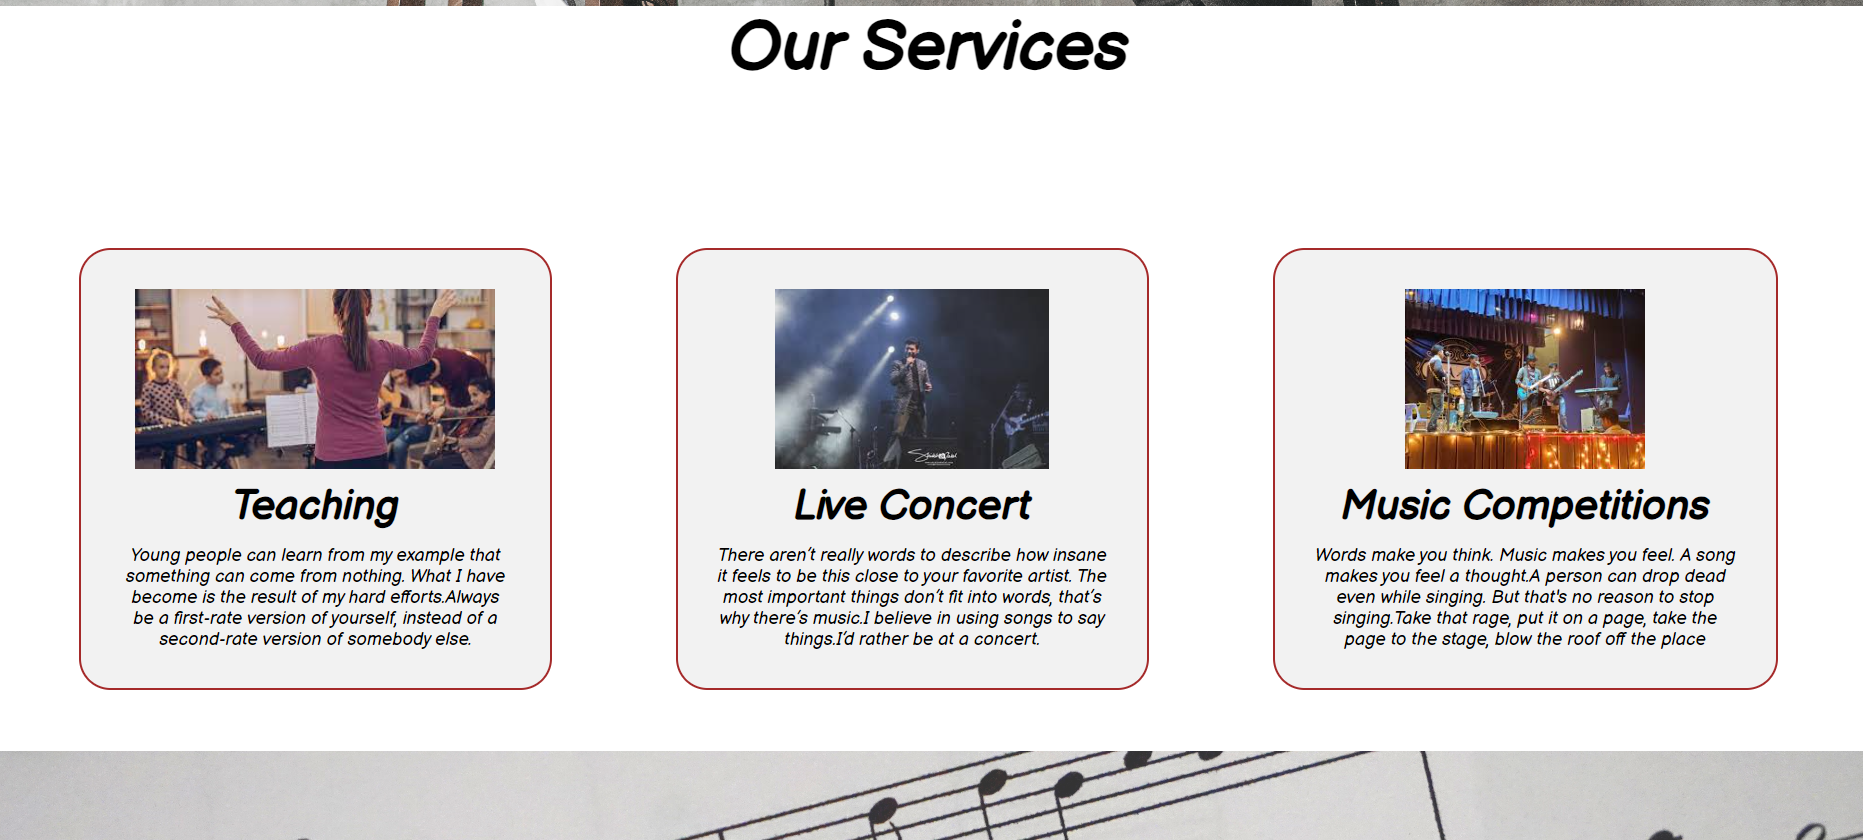 Our Services
Teaching
Young people can learn from my example that
something can come from nothing. What I have
become is the result of my hard efforts.Always
be a first-rate version of yourself, instead of a
second-rate version of somebody else.
Live Concert
There aren’t really words to describe how insane
it feels to be this close to your favorite artist. The
most important things don’t fit into words, that’s
why there’s music.I believe in using songs to say
things.I’d rather be at a concert.
Music Competitions
Words make you think. Music makes you feel. A song
makes you feel a thought.A person can drop dead
even while singing. But that's no reason to stop
singing.Take that rage, put it on a page, take the
page to the stage, blow the roof off the place